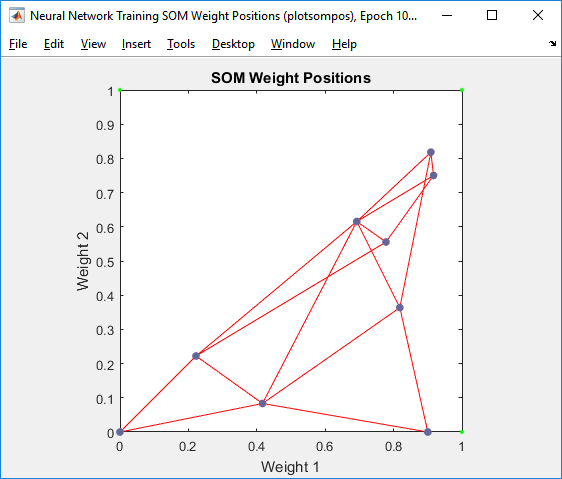 Neural Network Training SOM Weight Positions (plotsompos), Epoch 10...
File Edit View Insert Tools Desktop Window Help
SOM Weight Positions
1
0.9
0.8
0.7
0.6
0.5
0.4
0.3
0.2
0.1
0
Weight 2
0 0.2 0.4 0.6 0.8 1
Weight 1